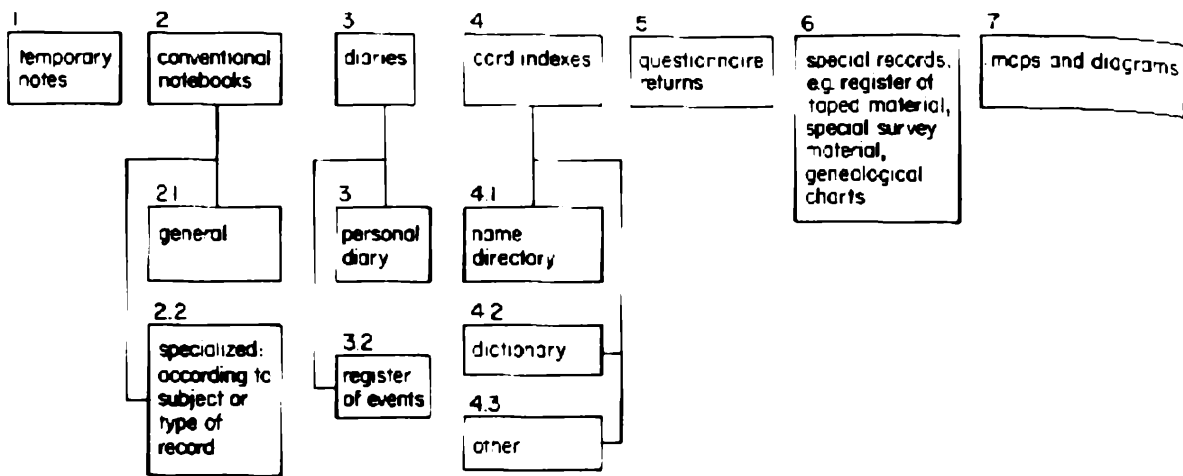 1
temporary
notes
2
conventional
notebooks
3
diaries
4
card indexes
5
questionnaire
returns
6
special records,
e.g. register of
taped material,
special survey
material,
genealogical
charts
7
maps and diagrams
2.1
general
2.2
specialized:
according to
subject or
type of
record
3
personal
diary
3.2
register
of events
4.1
name
directory
4.2
dictionary
4.3
other